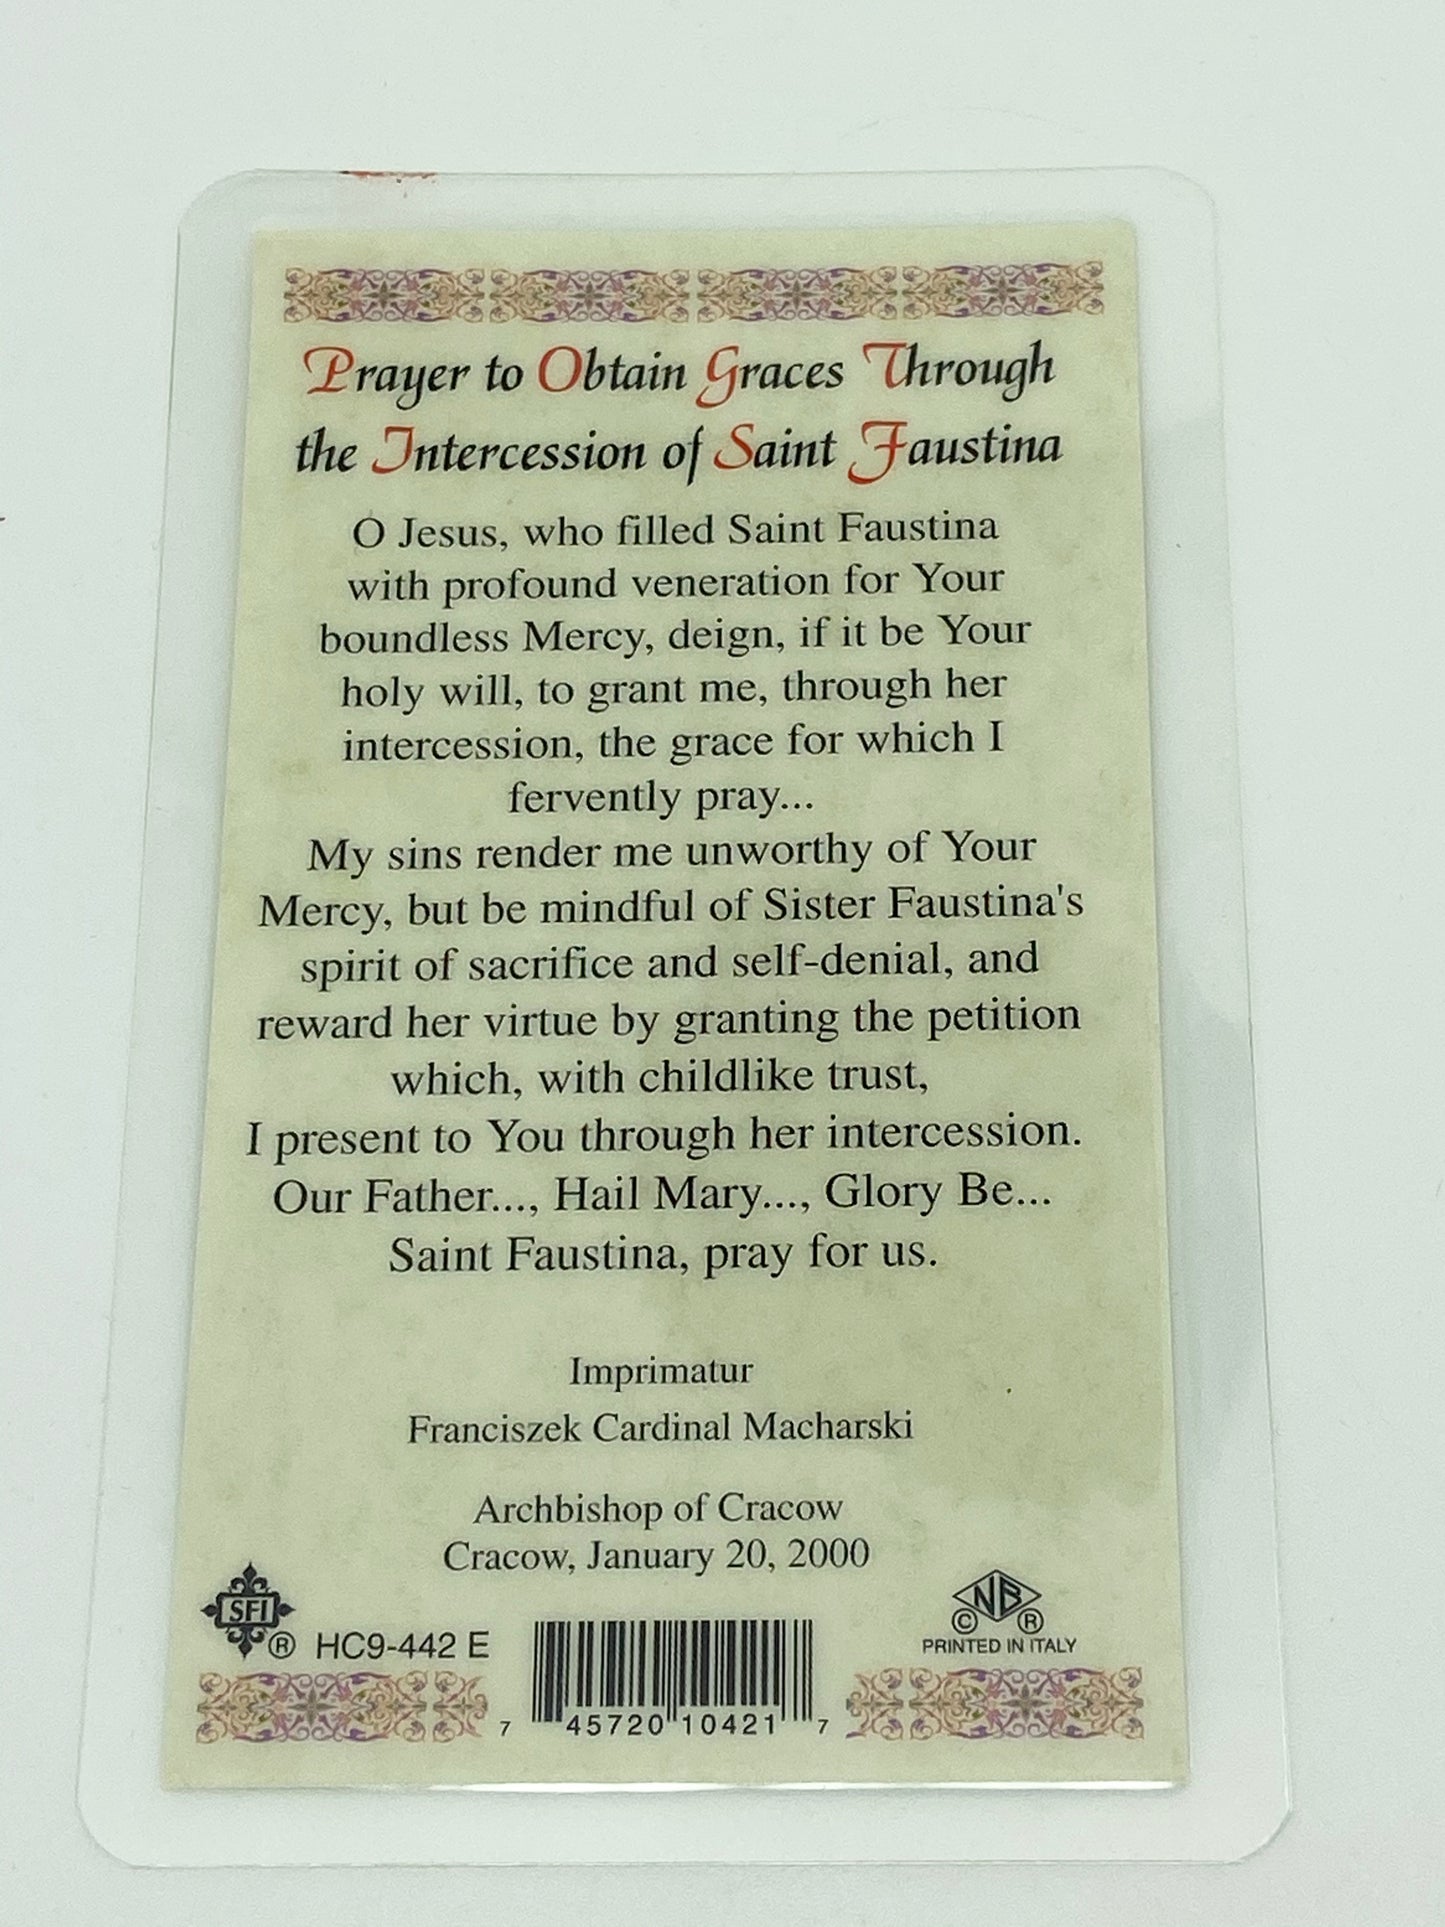 Prayer to Obtain Graces Through
the Intercession of Saint Faustina
O Jesus, who filled Saint Faustina
with profound veneration for Your
boundless Mercy, deign, if it be Your
holy will, to grant me, through her
intercession, the grace for which I
fervently pray...
My sins render me unworthy of Your
Mercy, but be mindful of Sister Faustina's
spirit of sacrifice and self-denial, and
reward her virtue by granting the petition
which, with childlike trust,
I present to You through her intercession.
Our Father..., Hail Mary..., Glory Be...
Saint Faustina, pray for us.
Imprimatur
Franciszek Cardinal Macharski
Archbishop of Cracow
Cracow, January 20, 2000
SFI ® HC9-442 E
NB
© ®
PRINTED IN ITALY
7 45720 10421 7